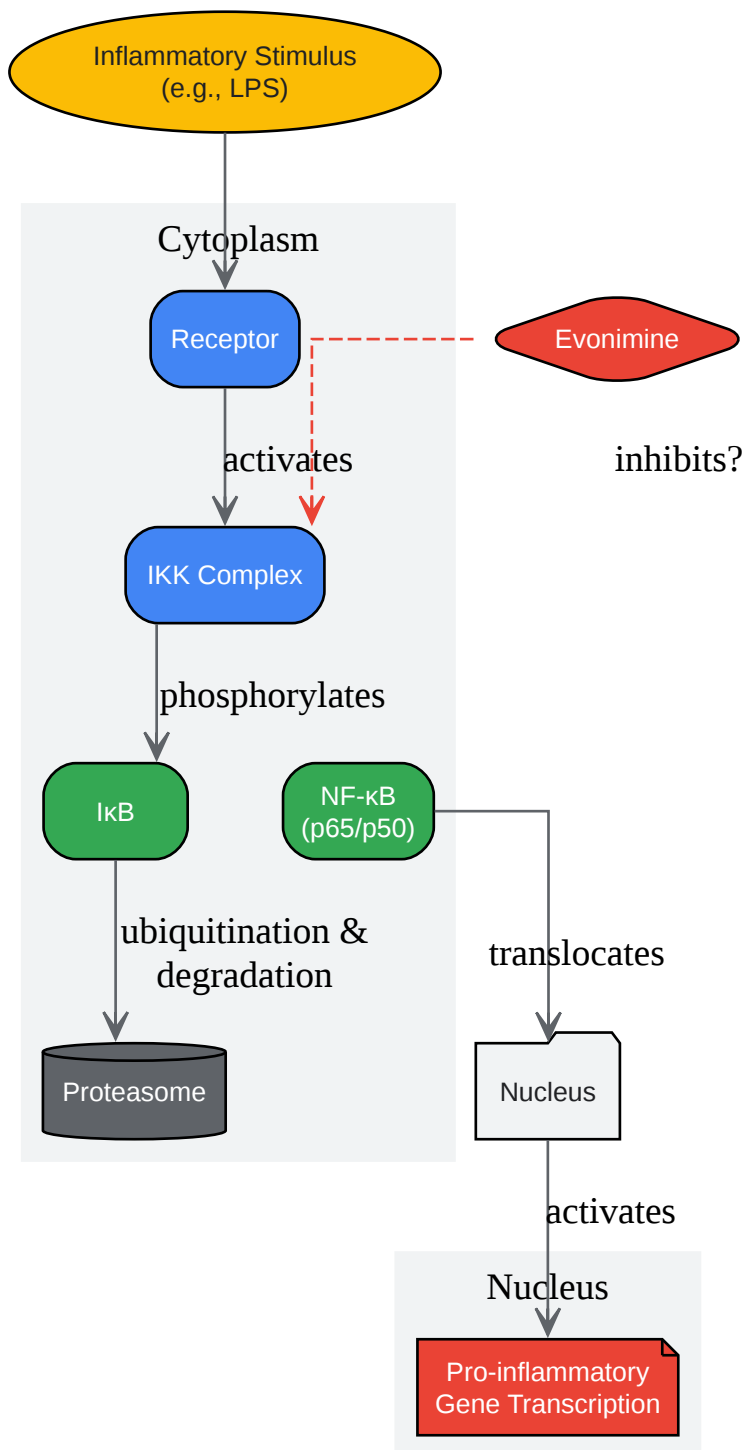 Inflammatory Stimulus
(e.g., LPS)
Cytoplasm
Receptor
Evonimine
activates
inhibits?
IKK Complex
phosphorylates
IκB
NF-κB
(p65/p50)
ubiquitination &
degradation
translocates
Proteasome
Nucleus
activates
Nucleus
Pro-inflammatory
Gene Transcription